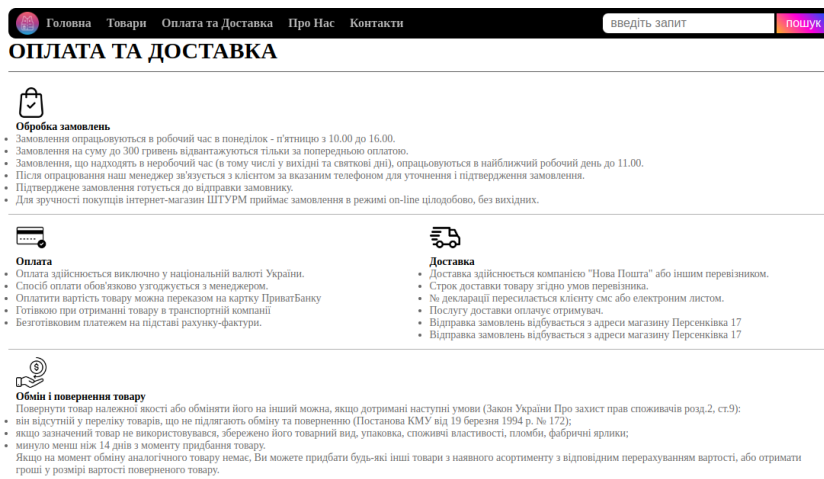 Головна Товари Оплата та Доставка Про Нас Контакти введіть запит пошук
ОПЛАТА ТА ДОСТАВКА
Обробка замовлень
Замовлення опрацьовуються в робочий час в понеділок - п'ятницю з 10.00 до 16.00.
Замовлення на суму до 300 гривень відвантажуються тільки за попередньою оплатою.
Замовлення, що надходять в неробочий час (в тому числі у вихідні та святкові дні), опрацьовуються в найближчий робочий день до 11.00.
Після опрацювання наш менеджер зв'язується з клієнтом за вказаним телефоном для уточнення і підтвердження замовлення.
Підтверджене замовлення готується до відправки замовнику.
Для зручності покупців інтернет-магазин ШТУРМ приймає замовлення в режимі on-line цілодобово, без вихідних.
Оплата
Оплата здійснюється виключно у національній валюті України.
Спосіб оплати обов'язково узгоджується з менеджером.
Оплатити вартість товару можна переказом на картку ПриватБанку
Готівкою при отриманні товару в транспортній компанії
Безготівковим платежем на підставі рахунку-фактури.
Доставка
Доставка здійснюється компанією "Нова Пошта" або іншим перевізником.
Строк доставки товару згідно умов перевізника.
№ декларації пересилається клієнту смс або електроним листом.
Послугу доставки оплачує отримувач.
Відправка замовлень відбувається з адреси магазину Персенківка 17
Відправка замовлень відбувається з адреси магазину Персенківка 17
Обмін і повернення товару
Повернути товар належної якості або обміняти його на інший можна, якщо дотримані наступні умови (Закон України Про захист прав споживачів розд.2, ст.9):
він відсутній у переліку товарів, що не підлягають обміну та поверненню (Постанова КМУ від 19 березня 1994 р. № 172);
якщо зазначений товар не використовувався, збережено його товарний вид, упаковка, споживчі властивості, пломби, фабричні ярлики;
минуло менш ніж 14 днів з моменту придбання товару.
Якщо на момент обміну аналогічного товару немає, Ви можете придбати будь-які інші товари з наявного асортименту з відповідним перерахуванням вартості, або отримати
гроші у розмірі вартості поверненого товару.